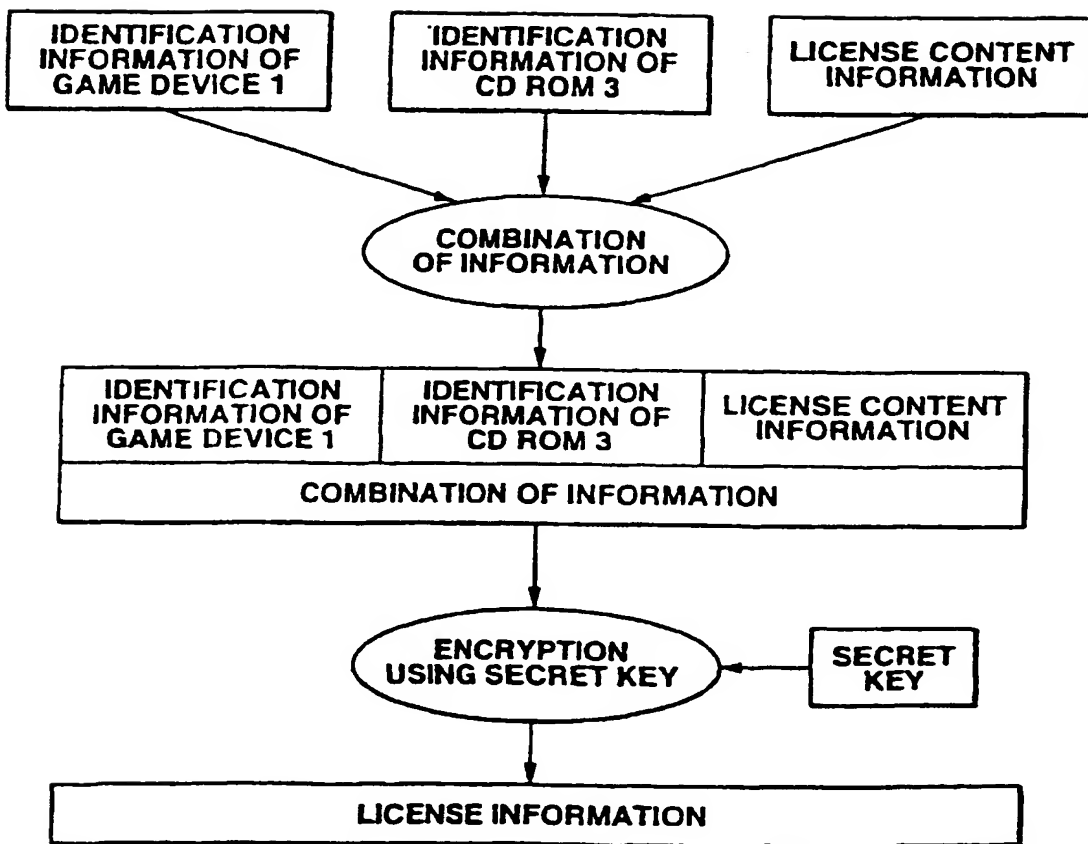 IDENTIFICATION
INFORMATION OF
GAME DEVICE 1
IDENTIFICATION
INFORMATION OF
CD ROM 3
LICENSE CONTENT
INFORMATION
COMBINATION
OF INFORMATION
IDENTIFICATION
INFORMATION OF
GAME DEVICE 1
IDENTIFICATION
INFORMATION OF
CD ROM 3
LICENSE CONTENT
INFORMATION
COMBINATION OF INFORMATION
ENCRYPTION
USING SECRET KEY
SECRET
KEY
LICENSE INFORMATION